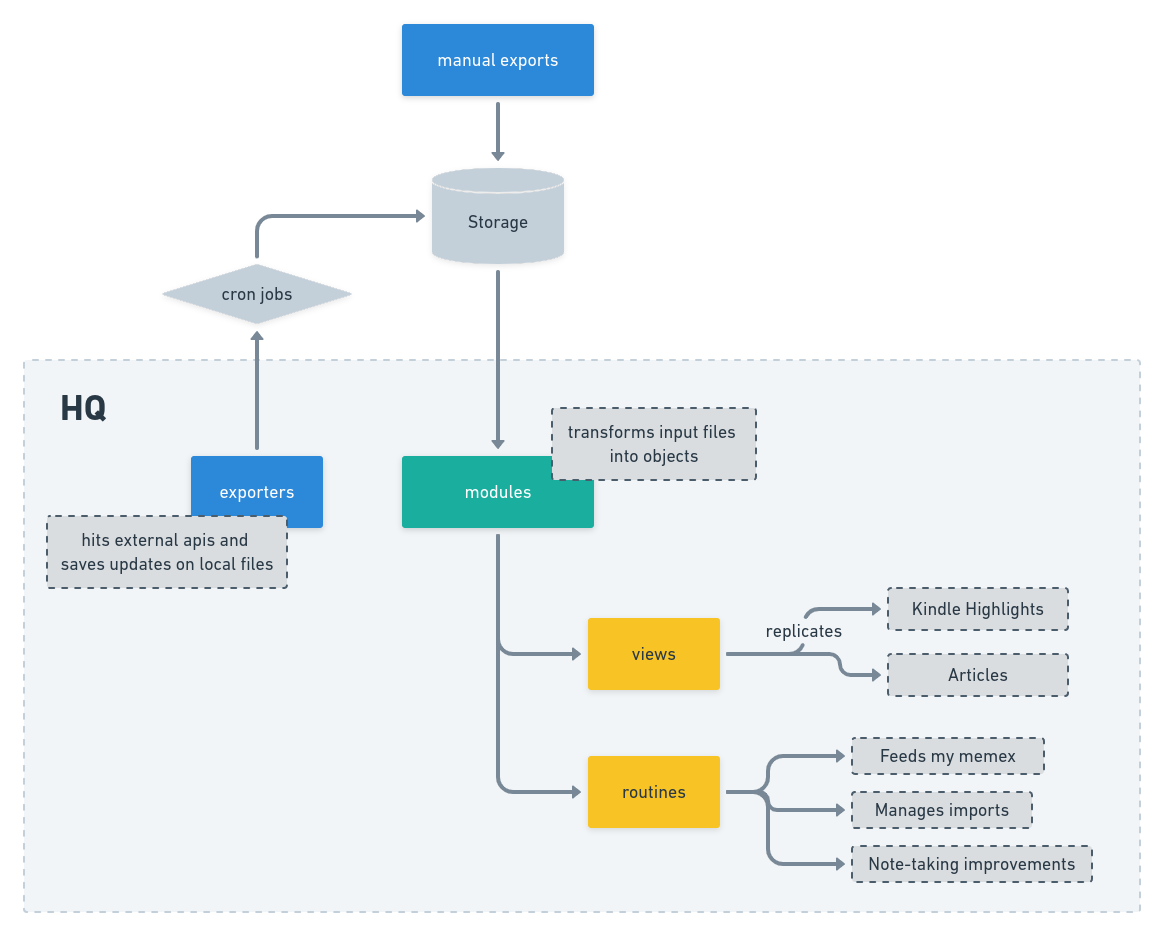 manual exports
Storage
cron jobs
HQ
transforms input files
into objects
exporters
modules
hits external apis and
saves updates on local files
Kindle Highlights
replicates
views
Articles
Feeds my memex
routines
Manages imports
Note-taking improvements